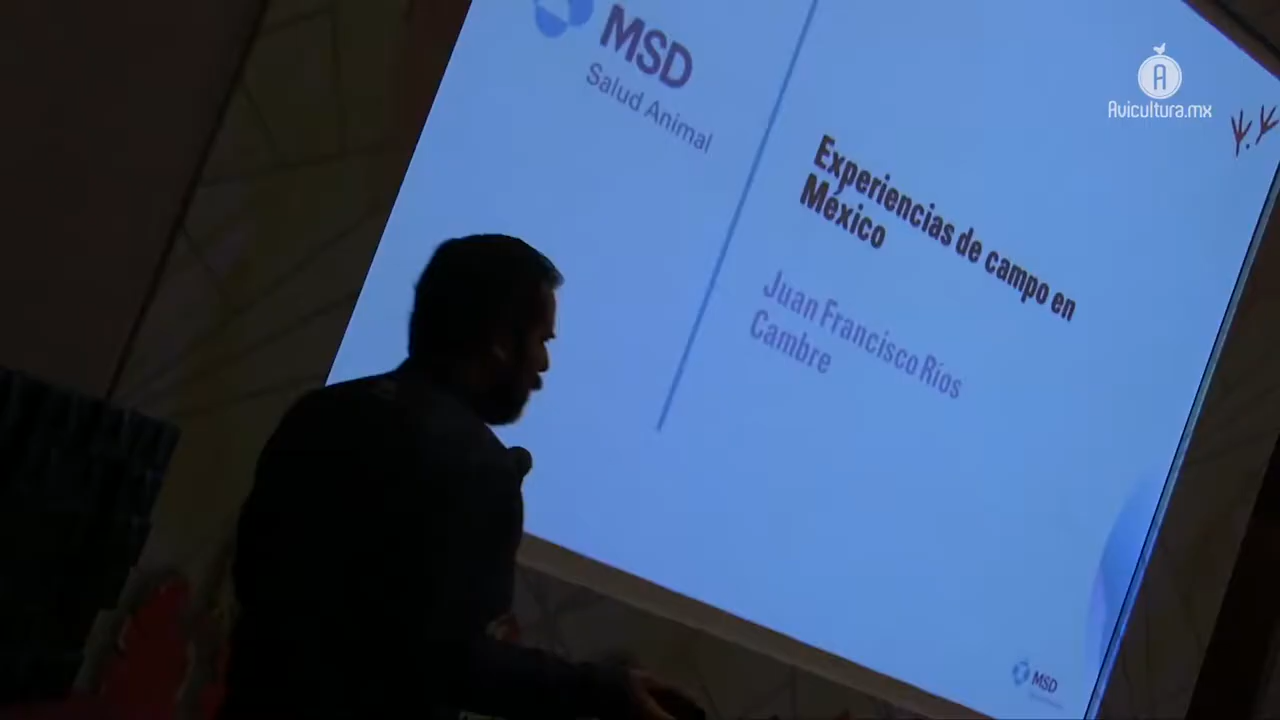 MSD
Salud Animal
Experiencias de campo en
México
Juan Francisco Ríos
Cambre
A
Avicultura.mx
MSD